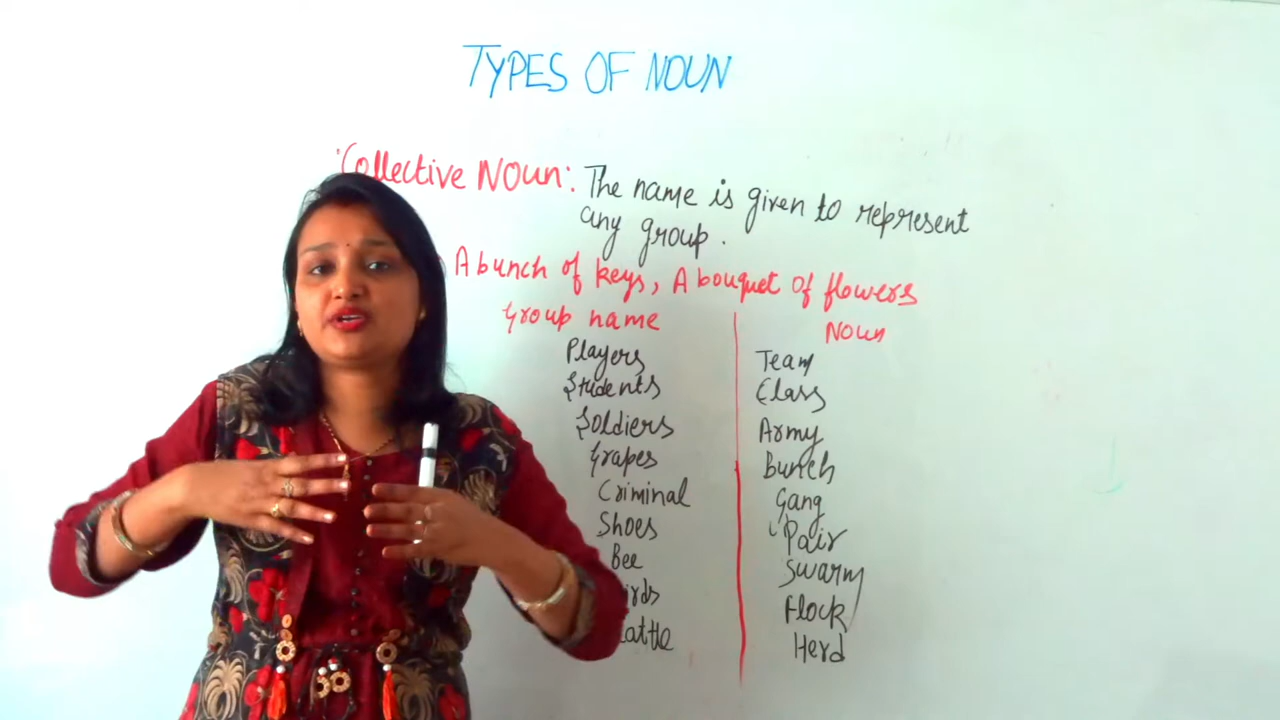 TYPES OF NOUN
Collective NOUN: The name is given to represent
any group.
A bunch of keys, A bouquet of flowers
Group name Noun
Players Team
Students Class
Soldiers Army
Grapes Bunch
Criminal Gang
Shoes Pair
Bee Swarm
irds Flock
attle Herd